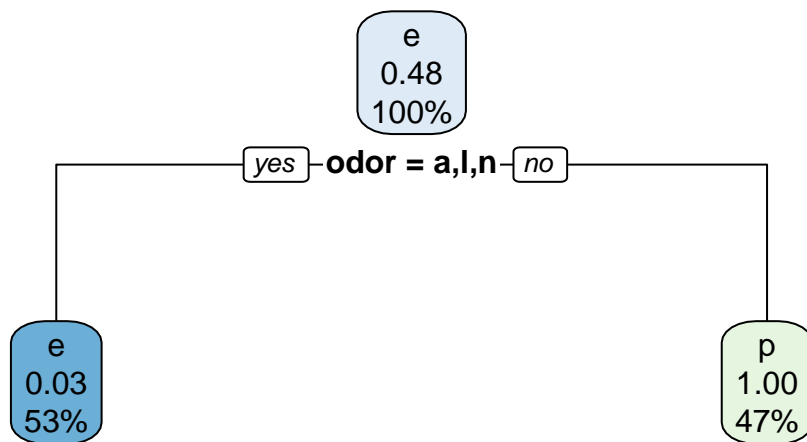 e
0.48
100%
yes odor = a,l,n no
e
0.03
53%
p
1.00
47%